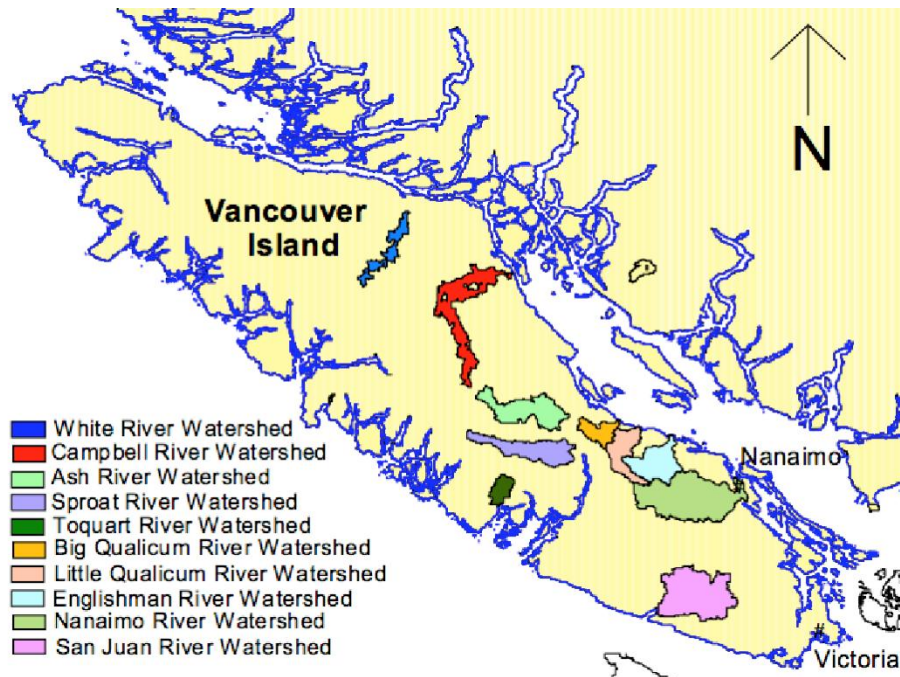 N
Vancouver
Island
White River Watershed
Campbell River Watershed
Ash River Watershed
Sproat River Watershed
Toquart River Watershed
Big Qualicum River Watershed
Little Qualicum River Watershed
Englishman River Watershed
Nanaimo River Watershed
San Juan River Watershed
Nanaimo
#
#
Victoria